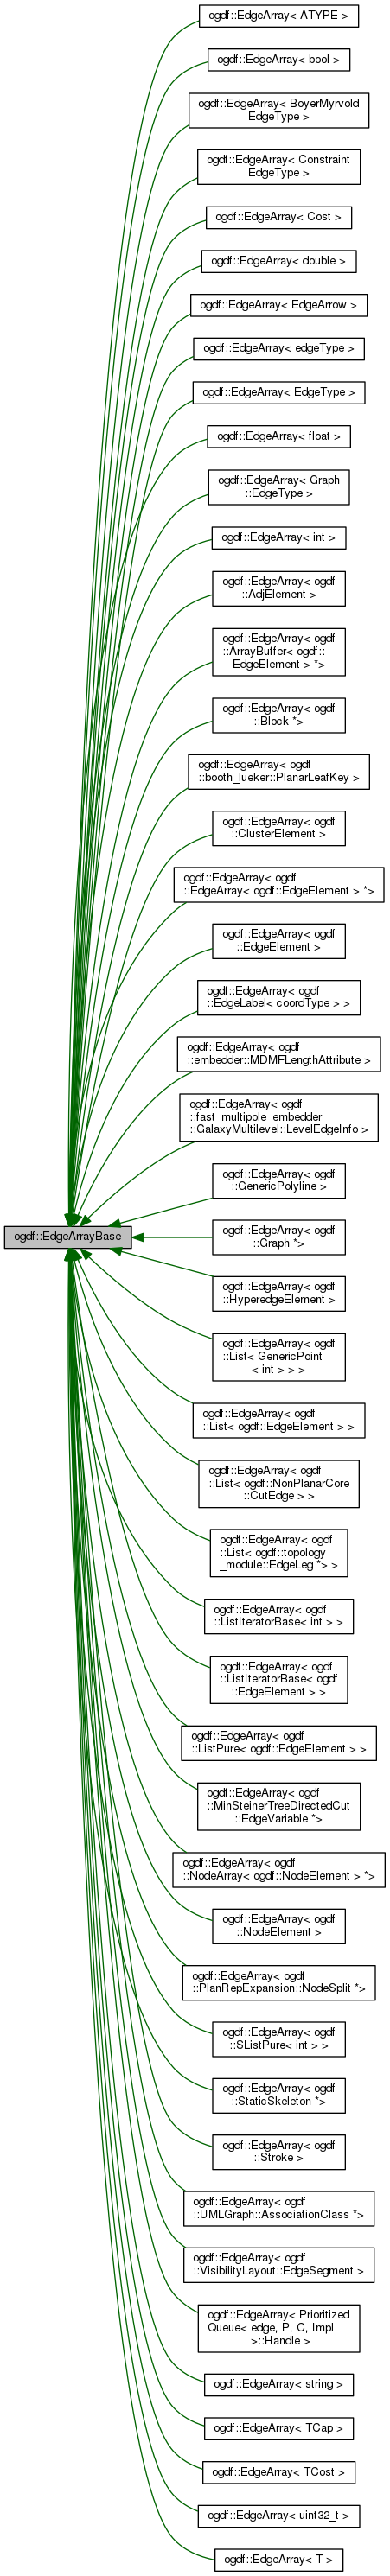 ogdf::EdgeArray< ATYPE >
ogdf::EdgeArray< bool >
ogdf::EdgeArray< BoyerMyrvold
EdgeType >
ogdf::EdgeArray< Constraint
EdgeType >
ogdf::EdgeArray< Cost >
ogdf::EdgeArray< double >
ogdf::EdgeArray< EdgeArrow >
ogdf::EdgeArray< edgeType >
ogdf::EdgeArray< EdgeType >
ogdf::EdgeArray< float >
ogdf::EdgeArray< Graph
::EdgeType >
ogdf::EdgeArray< int >
ogdf::EdgeArray< ogdf
::AdjElement >
ogdf::EdgeArray< ogdf
::ArrayBuffer< ogdf::
EdgeElement > *>
ogdf::EdgeArray< ogdf
::Block *>
ogdf::EdgeArray< ogdf
::booth_lueker::PlanarLeafKey >
ogdf::EdgeArray< ogdf
::ClusterElement >
ogdf::EdgeArray< ogdf
::EdgeArray< ogdf::EdgeElement > *>
ogdf::EdgeArray< ogdf
::EdgeElement >
ogdf::EdgeArray< ogdf
::EdgeLabel< coordType > >
ogdf::EdgeArray< ogdf
::embedder::MDMFLengthAttribute >
ogdf::EdgeArray< ogdf
::fast_multipole_embedder
::GalaxyMultilevel::LevelEdgeInfo >
ogdf::EdgeArray< ogdf
::GenericPolyline >
ogdf::EdgeArrayBase
ogdf::EdgeArray< ogdf
::Graph *>
ogdf::EdgeArray< ogdf
::HyperedgeElement >
ogdf::EdgeArray< ogdf
::List< GenericPoint
< int > > >
ogdf::EdgeArray< ogdf
::List< ogdf::EdgeElement > >
ogdf::EdgeArray< ogdf
::List< ogdf::NonPlanarCore
::CutEdge > >
ogdf::EdgeArray< ogdf
::List< ogdf::topology
_module::EdgeLeg *> >
ogdf::EdgeArray< ogdf
::ListIteratorBase< int > >
ogdf::EdgeArray< ogdf
::ListIteratorBase< ogdf
::EdgeElement > >
ogdf::EdgeArray< ogdf
::ListPure< ogdf::EdgeElement > >
ogdf::EdgeArray< ogdf
::MinSteinerTreeDirectedCut
::EdgeVariable *>
ogdf::EdgeArray< ogdf
::NodeArray< ogdf::NodeElement > *>
ogdf::EdgeArray< ogdf
::NodeElement >
ogdf::EdgeArray< ogdf
::PlanRepExpansion::NodeSplit *>
ogdf::EdgeArray< ogdf
::SListPure< int > >
ogdf::EdgeArray< ogdf
::StaticSkeleton *>
ogdf::EdgeArray< ogdf
::Stroke >
ogdf::EdgeArray< ogdf
::UMLGraph::AssociationClass *>
ogdf::EdgeArray< ogdf
::VisibilityLayout::EdgeSegment >
ogdf::EdgeArray< Prioritized
Queue< edge, P, C, Impl
>::Handle >
ogdf::EdgeArray< string >
ogdf::EdgeArray< TCap >
ogdf::EdgeArray< TCost >
ogdf::EdgeArray< uint32_t >
ogdf::EdgeArray< T >